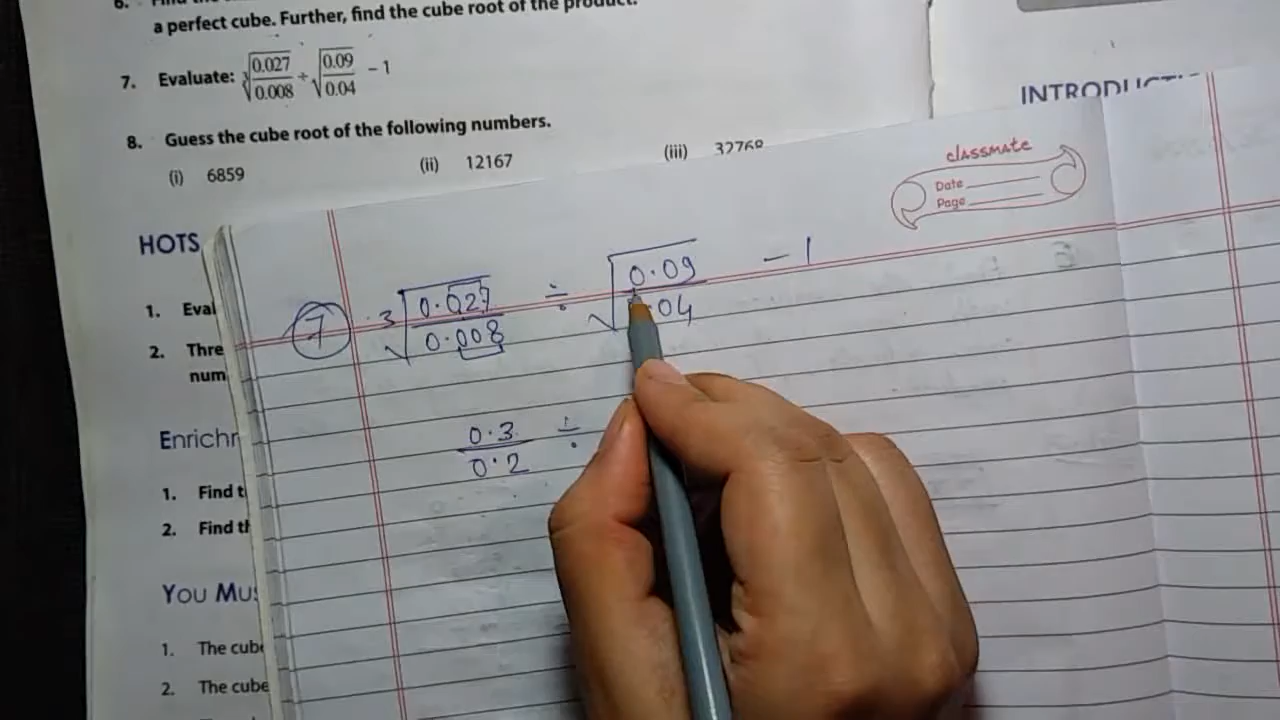 a perfect cube. Further, find the cube root of the product.
7. Evaluate: ∛(0.027/0.008) ÷ √(0.09/0.04) – 1
8. Guess the cube root of the following numbers.
(i) 6859 (ii) 12167 (iii) 32768
INTRODUCTI
classmate
Date
Page
HOTS
7 ∛(0.027/0.008) ÷ √(0.09/0.04) – 1
1. Eval
2. Thre
num
0.3/0.2 ÷
Enrichr
1. Find t
2. Find th
You Mus
1. The cube
2. The cube